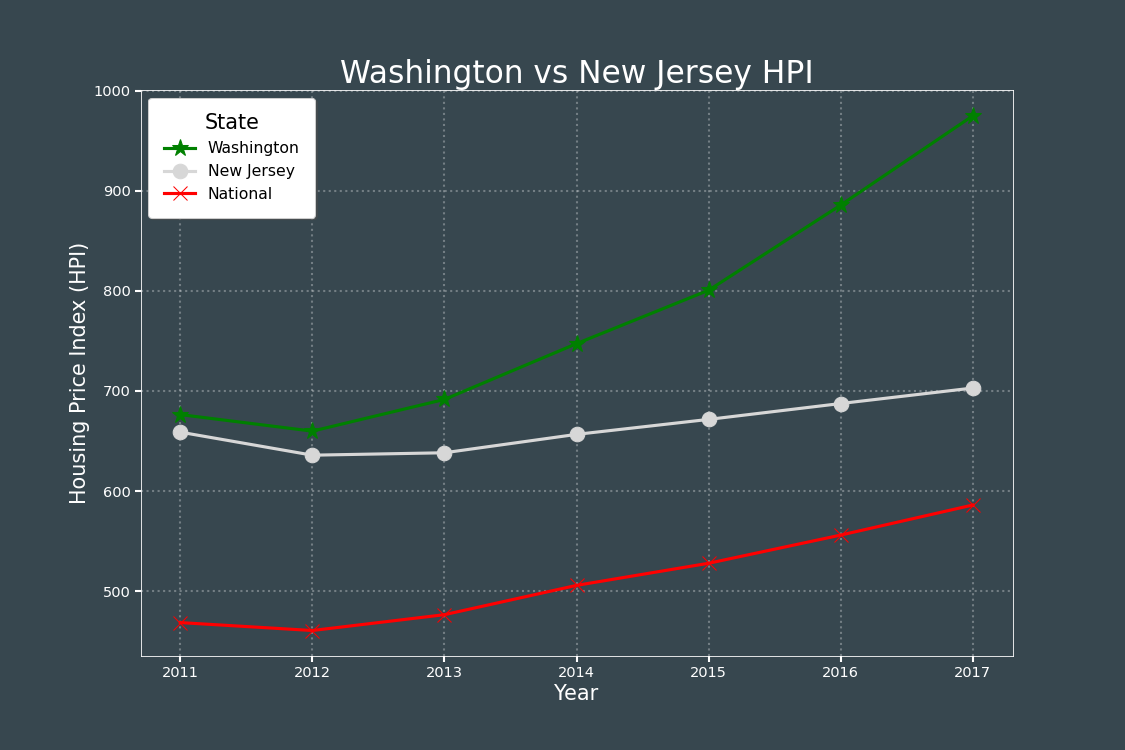 Washington vs New Jersey HPI
State
Washington
New Jersey
National
Housing Price Index (HPI)
1000
900
800
700
600
500
2011 2012 2013 2014 2015 2016 2017
Year